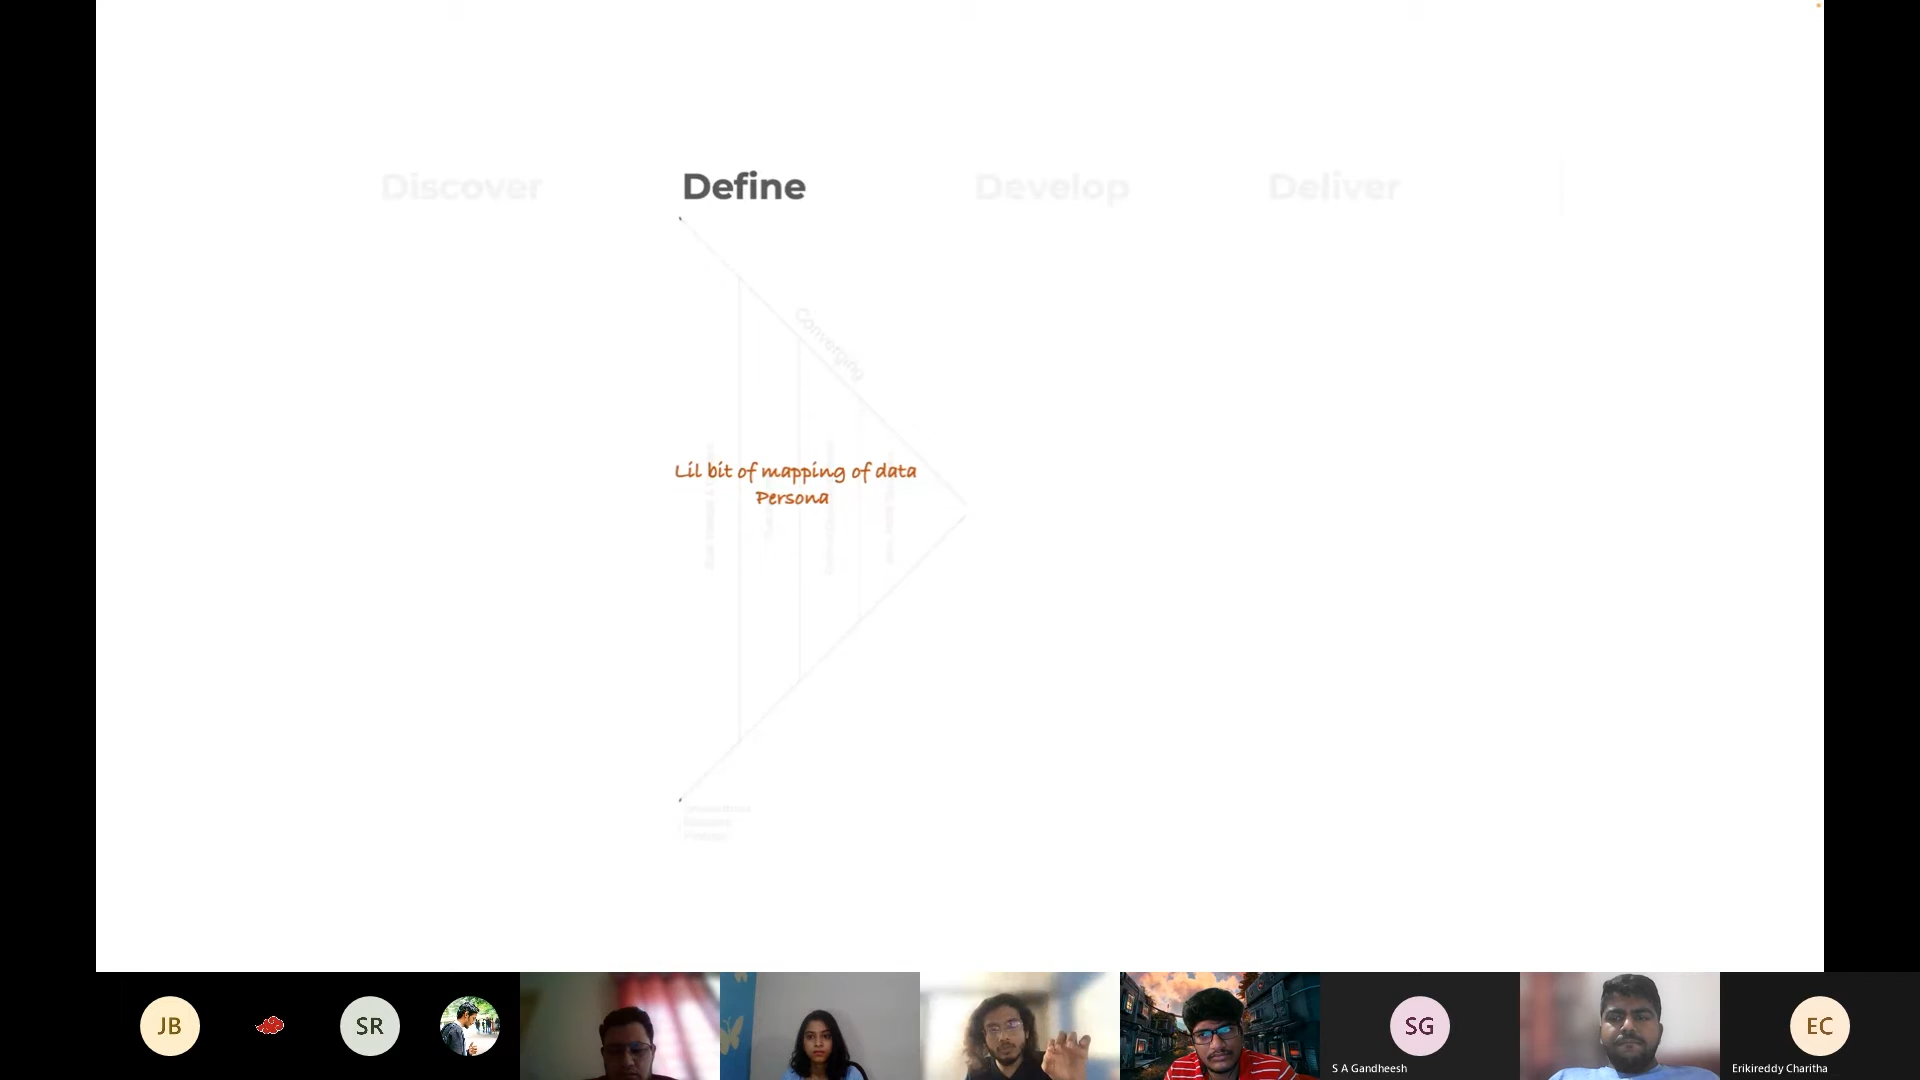 Discover
Define
Develop
Deliver
Converging
Lil bit of mapping of data
Persona
JB
SR
SG
EC
S A Gandheesh
Erikireddy Charitha